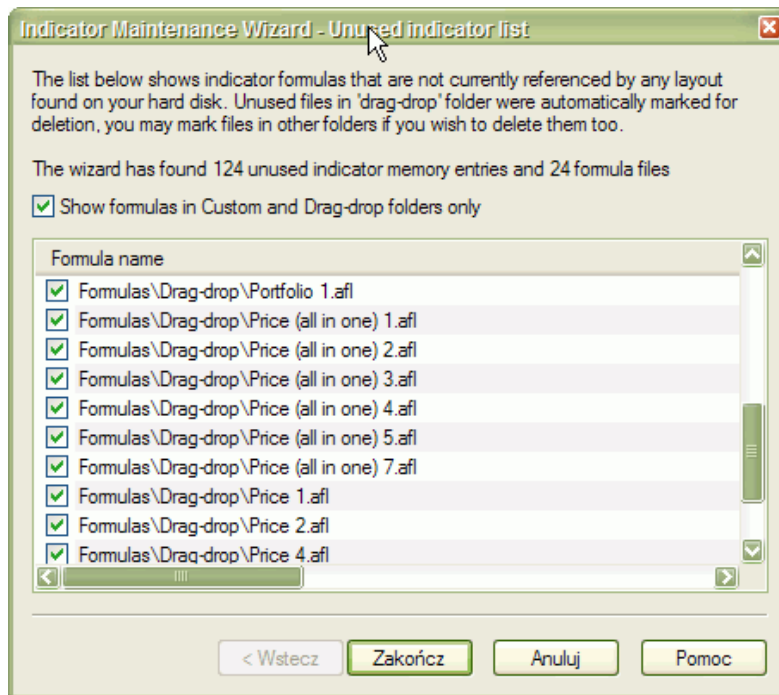 Indicator Maintenance Wizard - Unused indicator list
The list below shows indicator formulas that are not currently referenced by any layout
found on your hard disk. Unused files in 'drag-drop' folder were automatically marked for
deletion, you may mark files in other folders if you wish to delete them too.
The wizard has found 124 unused indicator memory entries and 24 formula files
Show formulas in Custom and Drag-drop folders only
Formula name
Formulas\Drag-drop\Portfolio 1.afl
Formulas\Drag-drop\Price (all in one) 1.afl
Formulas\Drag-drop\Price (all in one) 2.afl
Formulas\Drag-drop\Price (all in one) 3.afl
Formulas\Drag-drop\Price (all in one) 4.afl
Formulas\Drag-drop\Price (all in one) 5.afl
Formulas\Drag-drop\Price (all in one) 7.afl
Formulas\Drag-drop\Price 1.afl
Formulas\Drag-drop\Price 2.afl
Formulas\Drag-drop\Price 4.afl
< Wstecz Zakończ Anuluj Pomoc